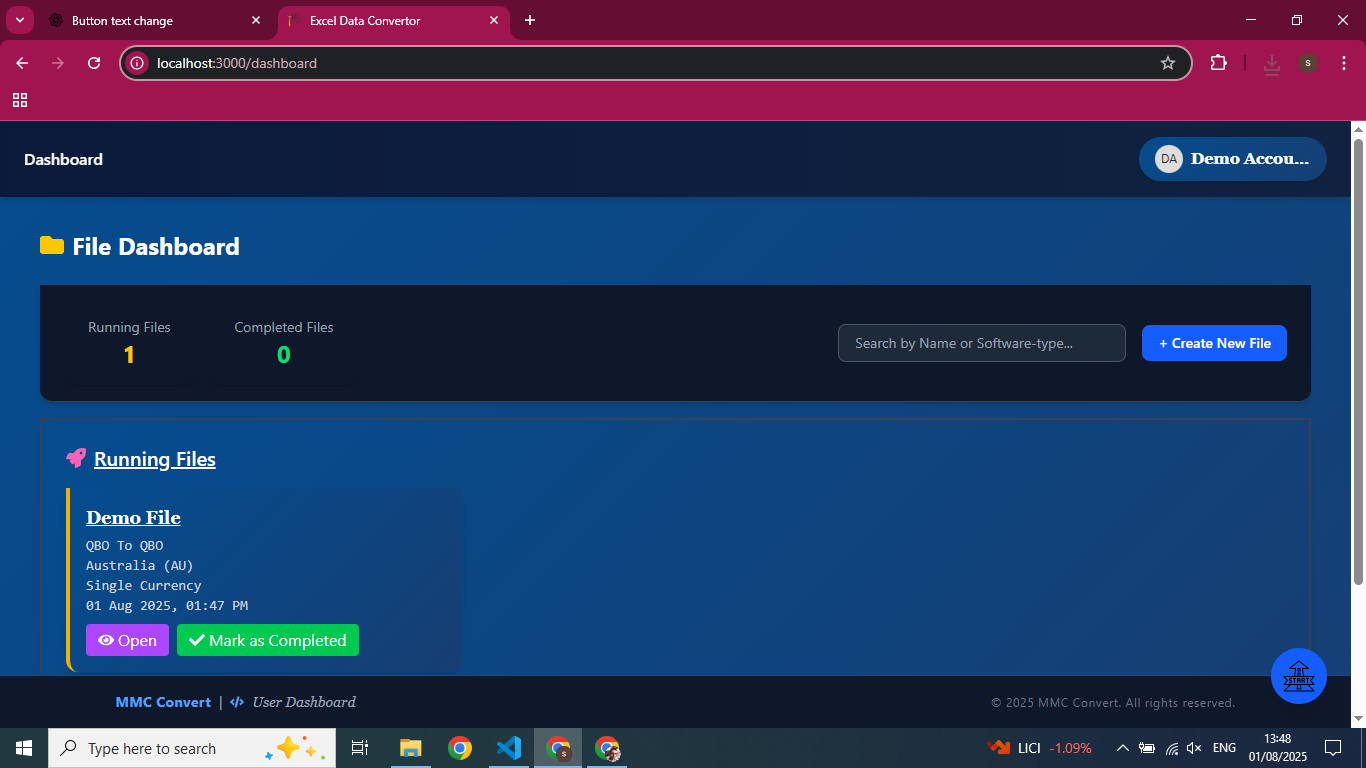 Button text change
Excel Data Convertor
localhost:3000/dashboard
s
Dashboard
DA
Demo Accou...
File Dashboard
Running Files
1
Completed Files
0
Search by Name or Software-type...
+ Create New File
Running Files
Demo File
QBO To QBO
Australia (AU)
Single Currency
01 Aug 2025, 01:47 PM
Open
Mark as Completed
START
MMC Convert | </> User Dashboard
© 2025 MMC Convert. All rights reserved.
Type here to search
s
LICI -1.09%
ENG
13:48
01/08/2025